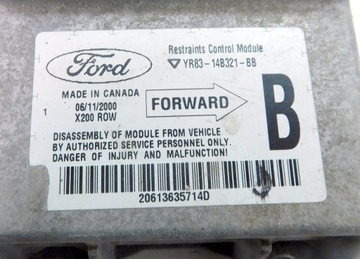 Ford
Restraints Control Module
YR83-14B321-BB
MADE IN CANADA
06/11/2000
X200 ROW
1
FORWARD
B
DISASSEMBLY OF MODULE FROM VEHICLE
BY AUTHORIZED SERVICE PERSONNEL ONLY.
DANGER OF INJURY AND MALFUNCTION!
20613635714D